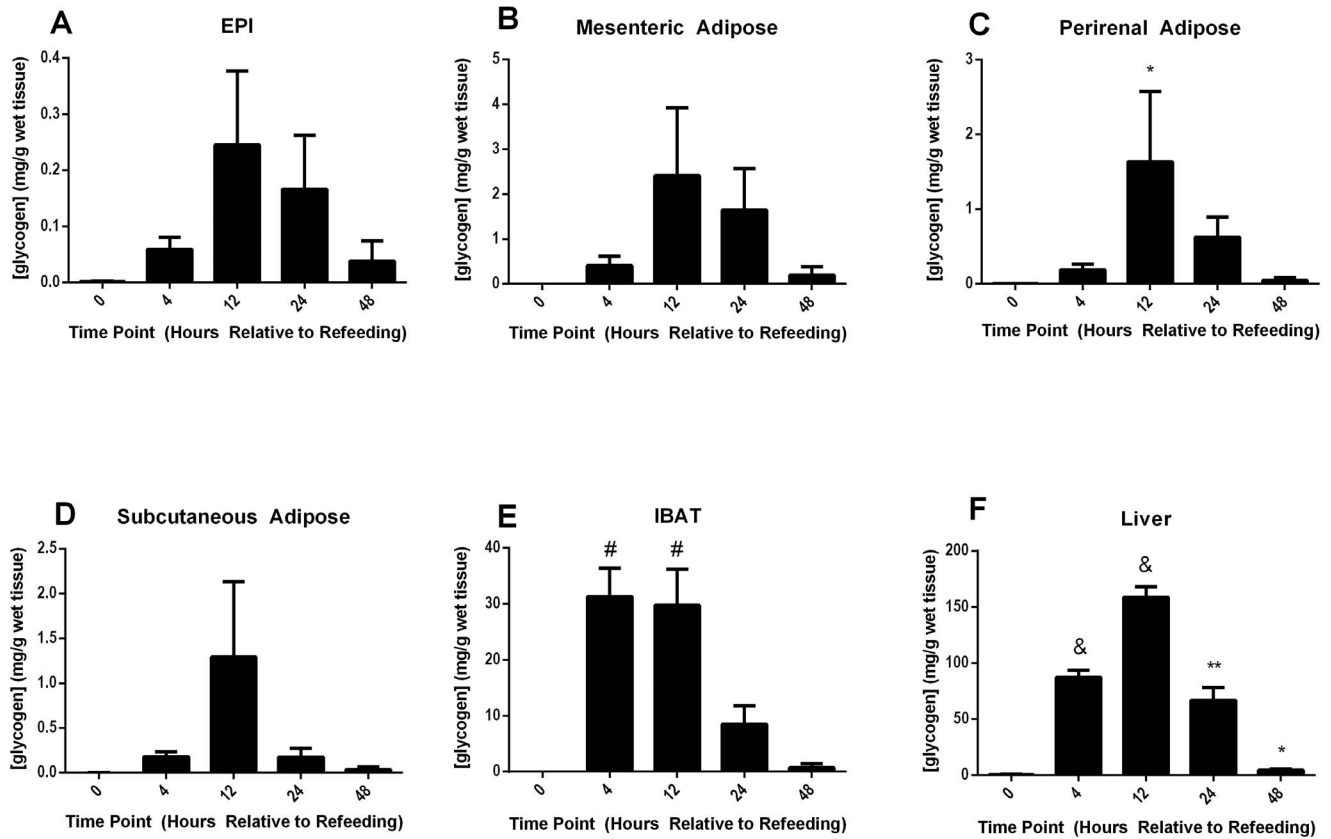 A
EPI
[glycogen] (mg/g wet tissue)
0.4
0.3
0.2
0.1
0.0
0 4 12 24 48
Time Point (Hours Relative to Refeeding)
B
Mesenteric Adipose
[glycogen] (mg/g wet tissue)
5
4
3
2
1
0
0 4 12 24 48
Time Point (Hours Relative to Refeeding)
C
Perirenal Adipose
[glycogen] (mg/g wet tissue)
3
2
1
0
*
0 4 12 24 48
Time Point (Hours Relative to Refeeding)
D
Subcutaneous Adipose
[glycogen] (mg/g wet tissue)
2.5
2.0
1.5
1.0
0.5
0.0
0 4 12 24 48
Time Point (Hours Relative to Refeeding)
E
IBAT
[glycogen] (mg/g wet tissue)
40
30
20
10
0
# #
0 4 12 24 48
Time Point (Hours Relative to Refeeding)
F
Liver
[glycogen] (mg/g wet tissue)
200
150
100
50
0
& & ** *
0 4 12 24 48
Time Point (Hours Relative to Refeeding)